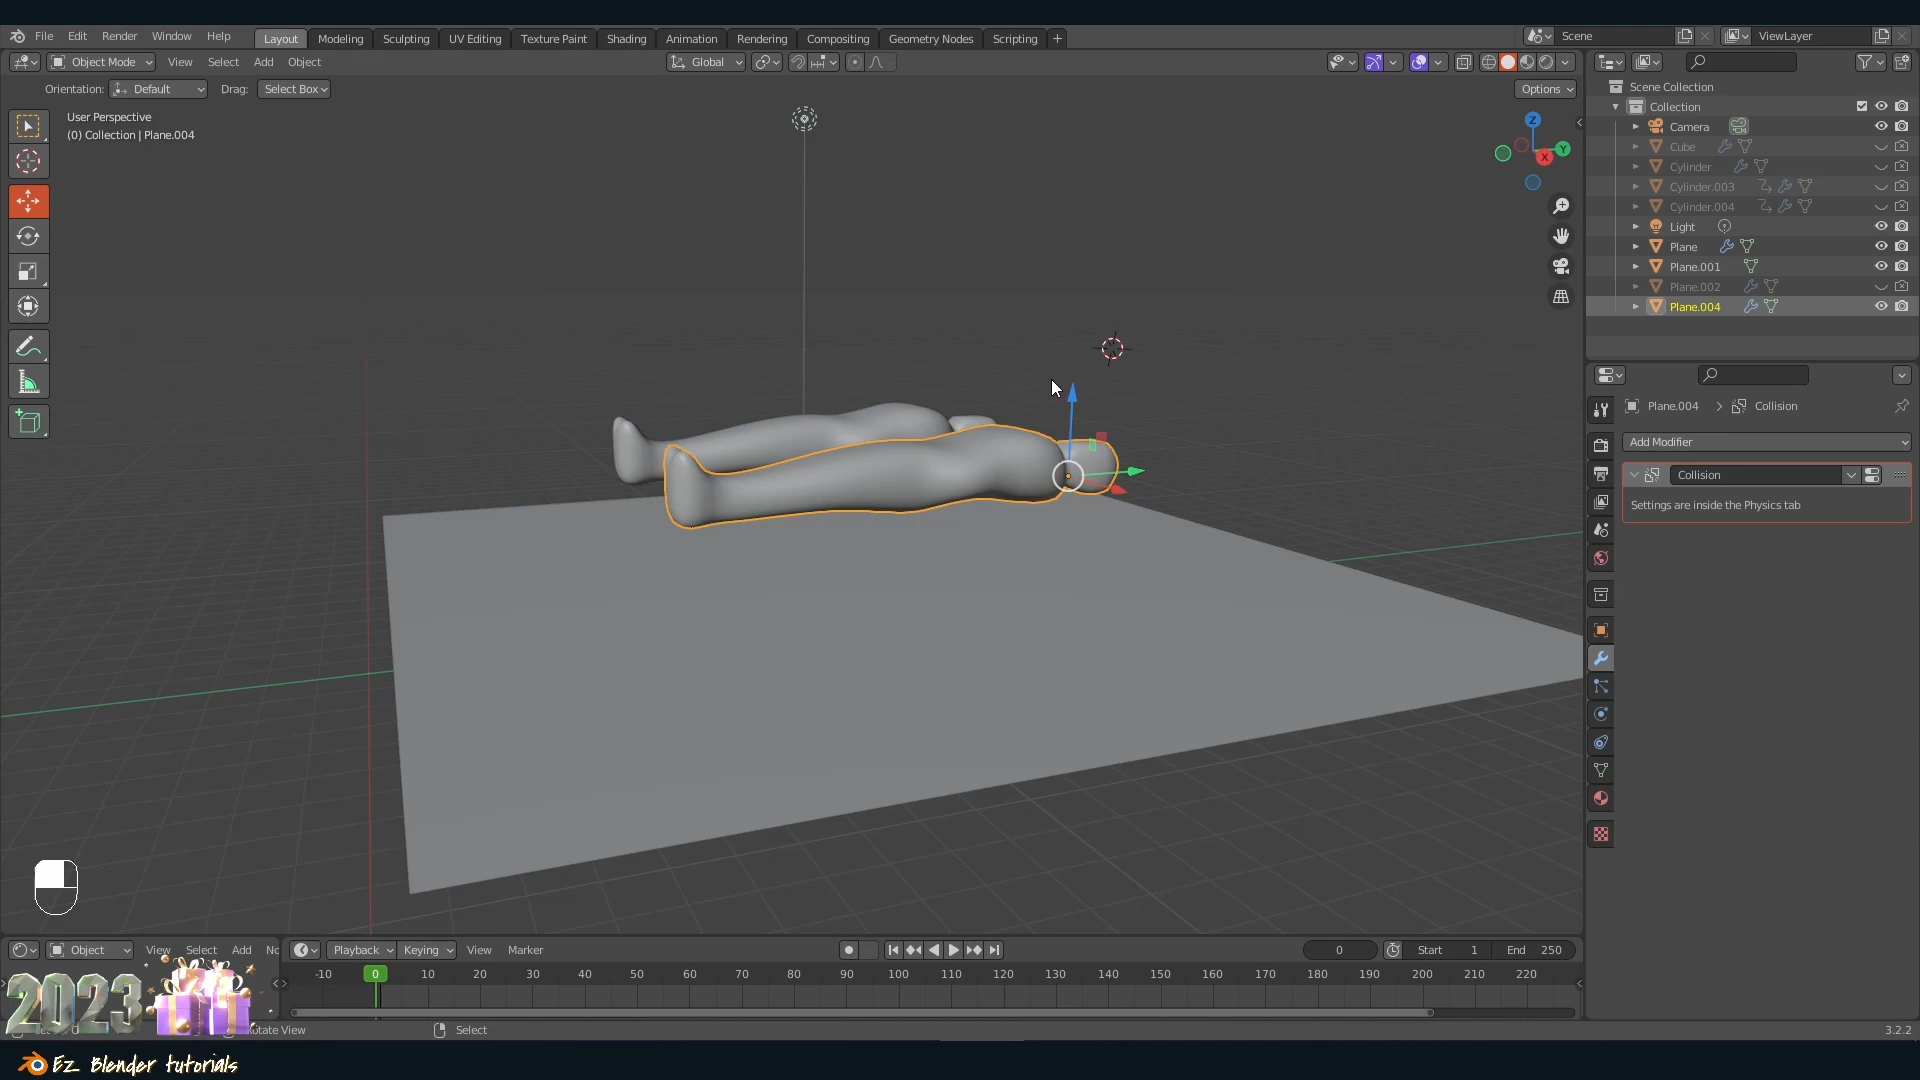 File Edit Render Window Help Layout Modeling Sculpting UV Editing Texture Paint Shading Animation Rendering Compositing Geometry Nodes Scripting + Scene ViewLayer
Object Mode View Select Add Object Global
Orientation: Default Drag: Select Box Options
User Perspective
(0) Collection | Plane.004
Z
Y
X
Scene Collection
Collection
Camera
Cube
Cylinder
Cylinder.003
Cylinder.004
Light
Plane
Plane.001
Plane.002
Plane.004
Plane.004 > Collision
Add Modifier
Collision
Settings are inside the Physics tab
Object View Select Add Playback Keying View Marker 0 Start 1 End 250
-10 0 10 20 30 40 50 60 70 80 90 100 110 120 130 140 150 160 170 180 190 200 210 220
2023
Rotate View Select 3.2.2
Ez Blender tutorials